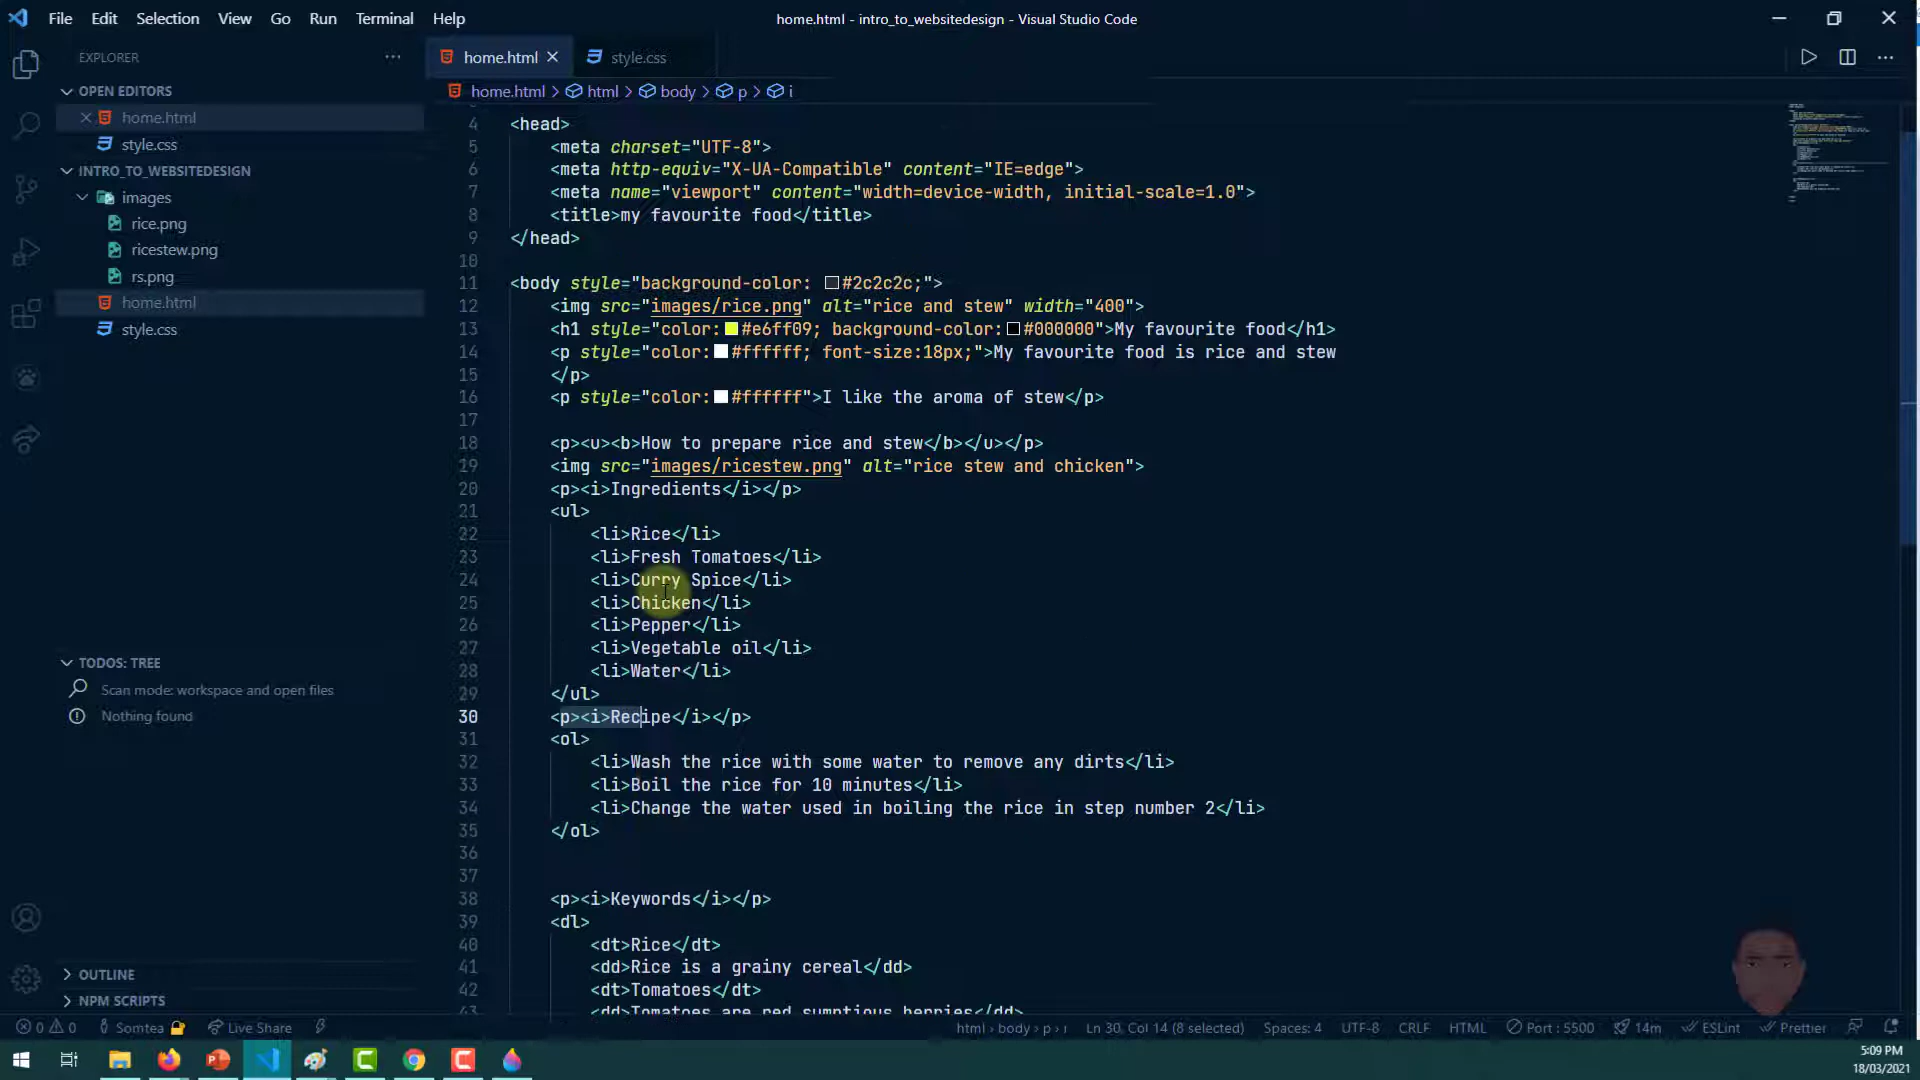 File Edit Selection View Go Run Terminal Help
home.html - intro_to_websitedesign - Visual Studio Code
EXPLORER
OPEN EDITORS
home.html
style.css
INTRO_TO_WEBSITEDESIGN
images
rice.png
ricestew.png
rs.png
home.html
style.css
TODOS: TREE
Scan mode: workspace and open files
Nothing found
OUTLINE
NPM SCRIPTS
home.html style.css
home.html > html > body > p > i
4 <head>
5 <meta charset="UTF-8">
6 <meta http-equiv="X-UA-Compatible" content="IE=edge">
7 <meta name="viewport" content="width=device-width, initial-scale=1.0">
8 <title>my favourite food</title>
9 </head>
10
11 <body style="background-color: #2c2c2c;">
12 <img src="images/rice.png" alt="rice and stew" width="400">
13 <h1 style="color:#e6ff09; background-color:#000000">My favourite food</h1>
14 <p style="color:#ffffff; font-size:18px;">My favourite food is rice and stew
15 </p>
16 <p style="color:#ffffff">I like the aroma of stew</p>
17
18 <p><u><b>How to prepare rice and stew</b></u></p>
19 <img src="images/ricestew.png" alt="rice stew and chicken">
20 <p><i>Ingredients</i></p>
21 <ul>
22 <li>Rice</li>
23 <li>Fresh Tomatoes</li>
24 <li>Curry Spice</li>
25 <li>Chicken</li>
26 <li>Pepper</li>
27 <li>Vegetable oil</li>
28 <li>Water</li>
29 </ul>
30 <p><i>Recipe</i></p>
31 <ol>
32 <li>Wash the rice with some water to remove any dirts</li>
33 <li>Boil the rice for 10 minutes</li>
34 <li>Change the water used in boiling the rice in step number 2</li>
35 </ol>
36
37
38 <p><i>Keywords</i></p>
39 <dl>
40 <dt>Rice</dt>
41 <dd>Rice is a grainy cereal</dd>
42 <dt>Tomatoes</dt>
43 <dd>Tomatoes are red sumptious berries</dd>
0 0 Somtea Live Share
html > body > p > i Ln 30, Col 14 (8 selected) Spaces: 4 UTF-8 CRLF HTML Port : 5500 14m ESLint Prettier
5:09 PM
18/03/2021